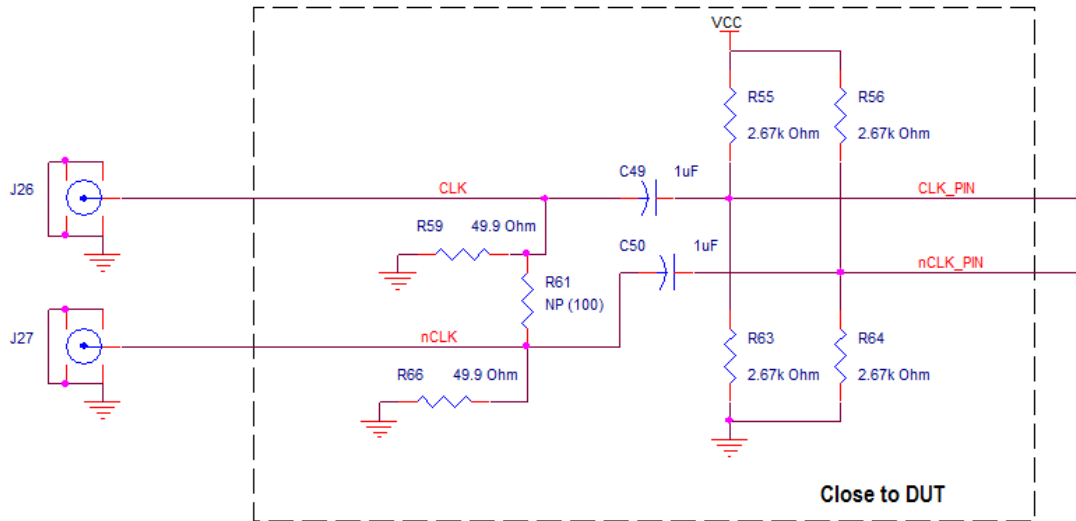 VCC
R55
R56
2.67k Ohm
2.67k Ohm
C49
1uF
J26
CLK
CLK_PIN
R59
49.9 Ohm
C50
1uF
nCLK_PIN
R61
NP (100)
J27
nCLK
R63
R64
2.67k Ohm
2.67k Ohm
R66
49.9 Ohm
Close to DUT